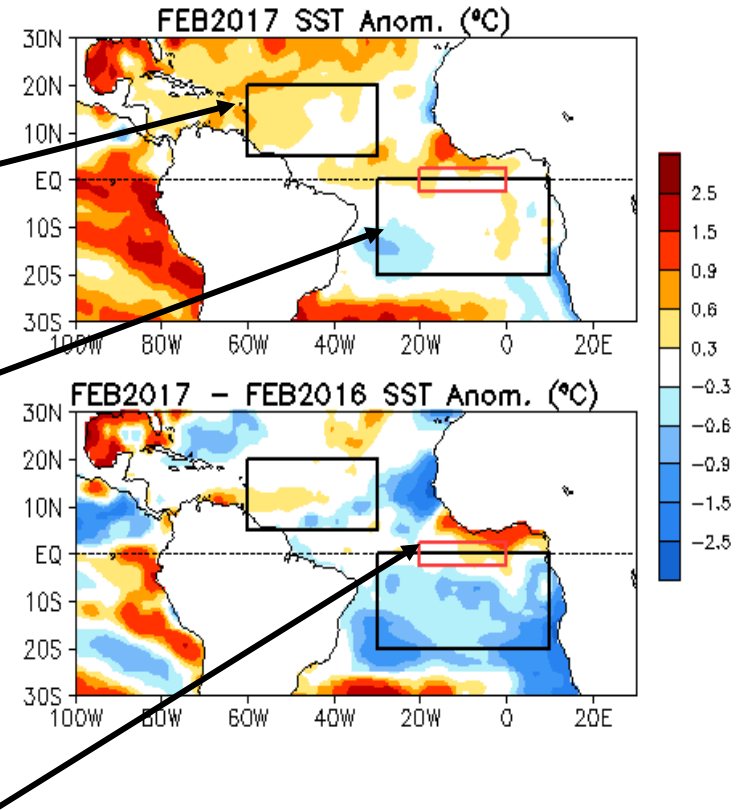 FEB2017 SST Anom. (°C)
30N
20N
10N
EQ
10S
20S
30S
100W 80W 60W 40W 20W 0 20E
FEB2017 - FEB2016 SST Anom. (°C)
30N
20N
10N
EQ
10S
20S
30S
100W 80W 60W 40W 20W 0 20E
2.5
1.5
0.9
0.6
0.3
-0.3
-0.6
-0.9
-1.5
-2.5